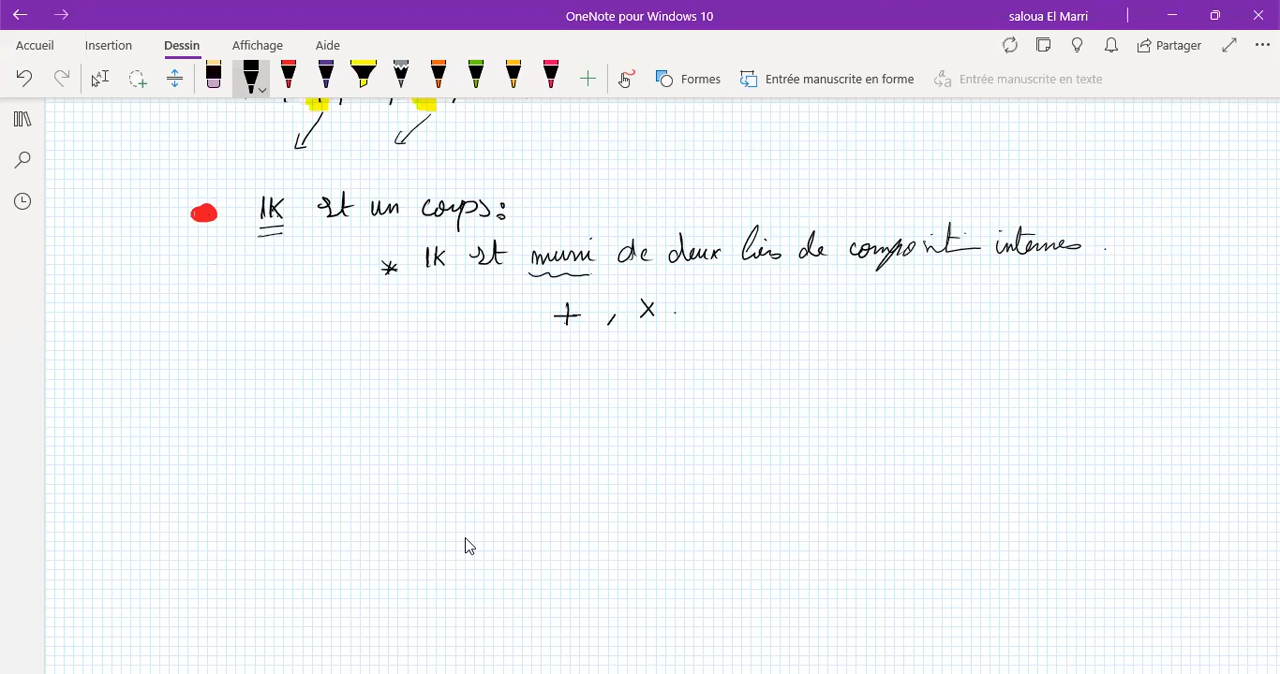 OneNote pour Windows 10
saloua El Marri
Accueil Insertion Dessin Affichage Aide
Partager
Formes Entrée manuscrite en forme Entrée manuscrite en texte
IK est un corps:
* IK est muni de deux lois de composit° internes.
+ , x .